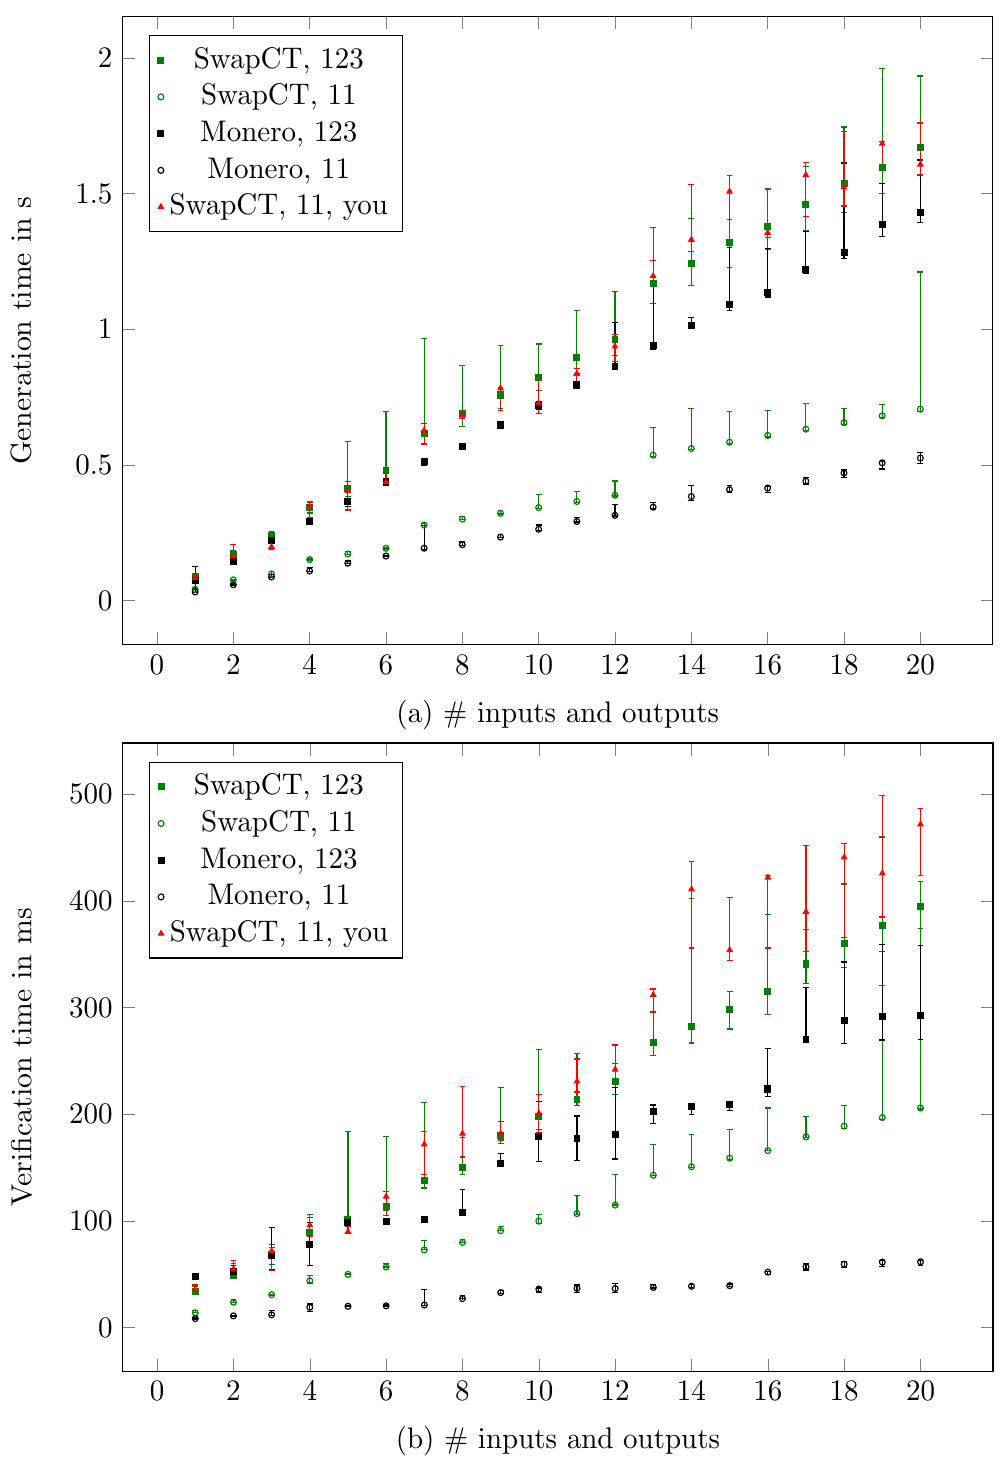 2
1.5
1
0.5
0
Generation time in s
SwapCT, 123
SwapCT, 11
Monero, 123
Monero, 11
SwapCT, 11, you
0 2 4 6 8 10 12 14 16 18 20
(a) # inputs and outputs
500
400
300
200
100
0
Verification time in ms
SwapCT, 123
SwapCT, 11
Monero, 123
Monero, 11
SwapCT, 11, you
0 2 4 6 8 10 12 14 16 18 20
(b) # inputs and outputs